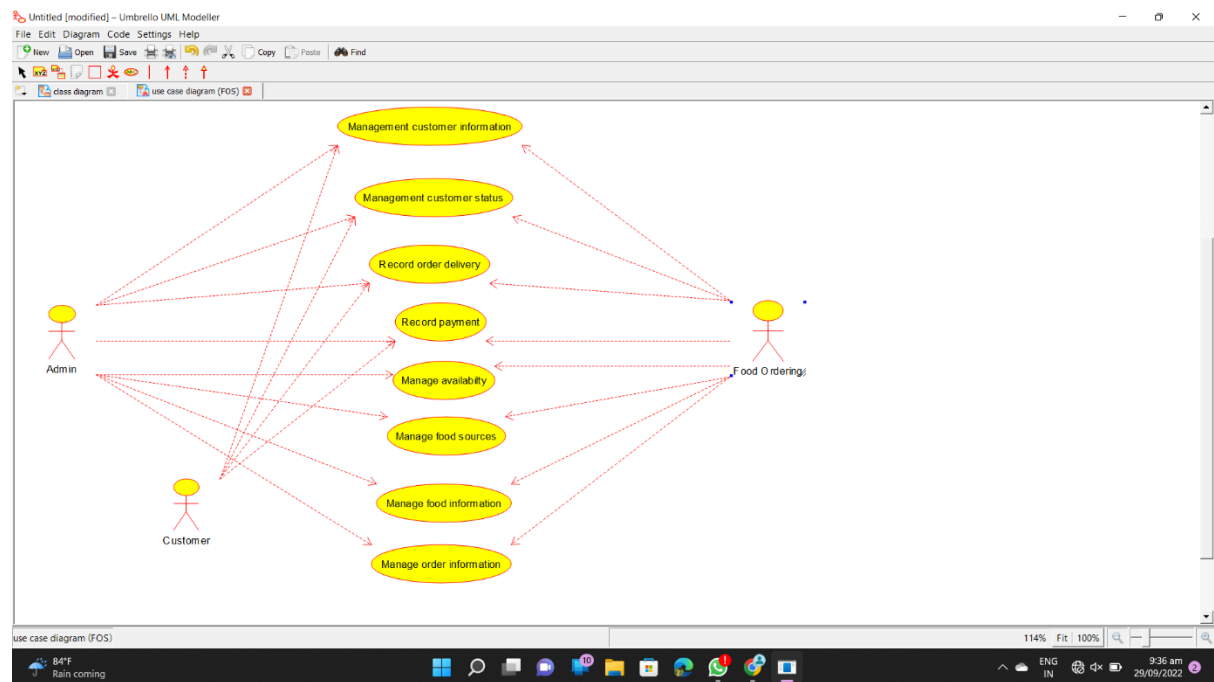 Untitled [modified] – Umbrello UML Modeller
File Edit Diagram Code Settings Help
New Open Save Copy Paste Find
class diagram use case diagram (FOS)
Management customer information
Management customer status
Record order delivery
Record payment
Admin
Food Ordering
Manage availabilty
Manage food sources
Manage food information
Customer
Manage order information
use case diagram (FOS)
114% Fit 100%
84°F
Rain coming
10
ENG
IN
9:36 am
29/09/2022
2